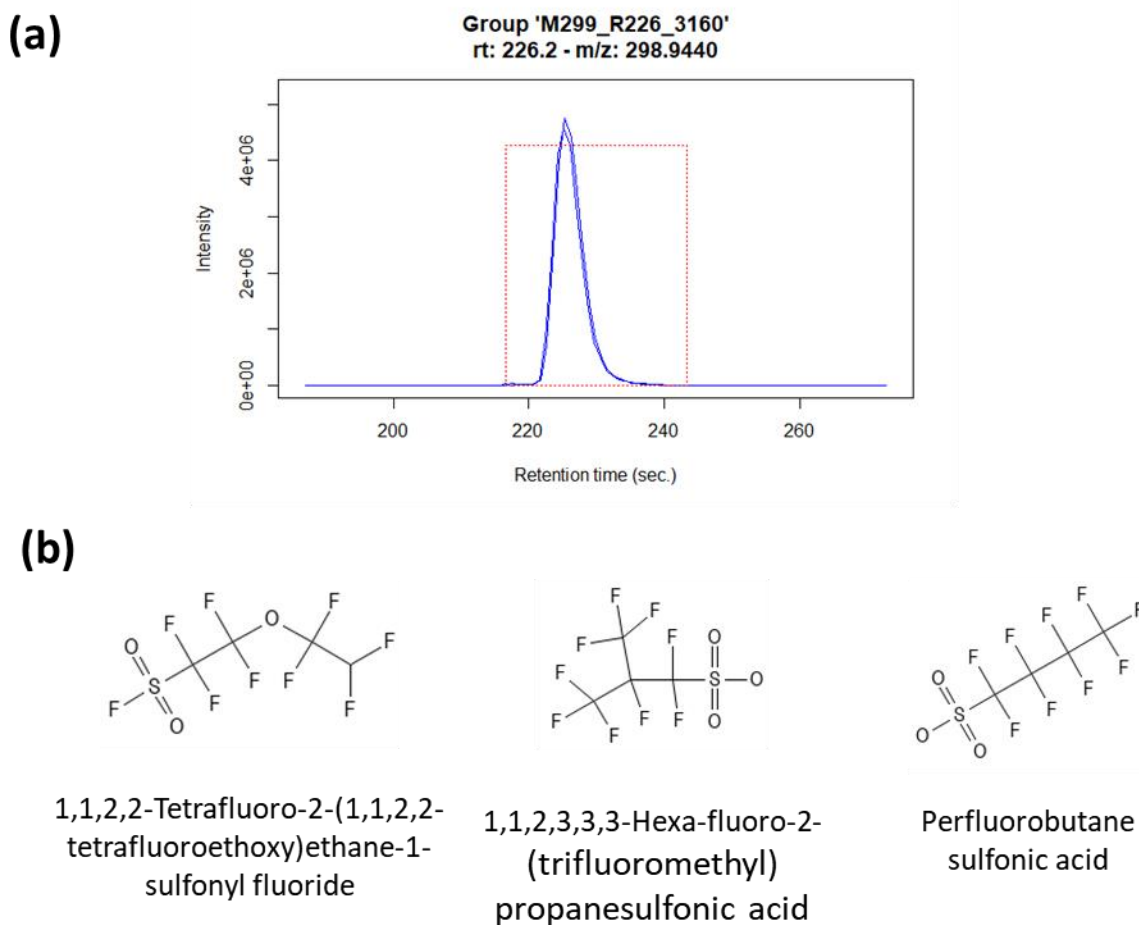 (a)
Group 'M299_R226_3160'
rt: 226.2 - m/z: 298.9440
Intensity
4e+06
2e+06
0e+00
200 220 240 260
Retention time (sec.)
(b)
F F O F F
O F F F F
S
F O
F
F F F O
F S O
F F F O
F
F F
F F
O F F
S F F
O O F
1,1,2,2-Tetrafluoro-2-(1,1,2,2-
tetrafluoroethoxy)ethane-1-
sulfonyl fluoride
1,1,2,3,3,3-Hexa-fluoro-2-
(trifluoromethyl)
propanesulfonic acid
Perfluorobutane
sulfonic acid